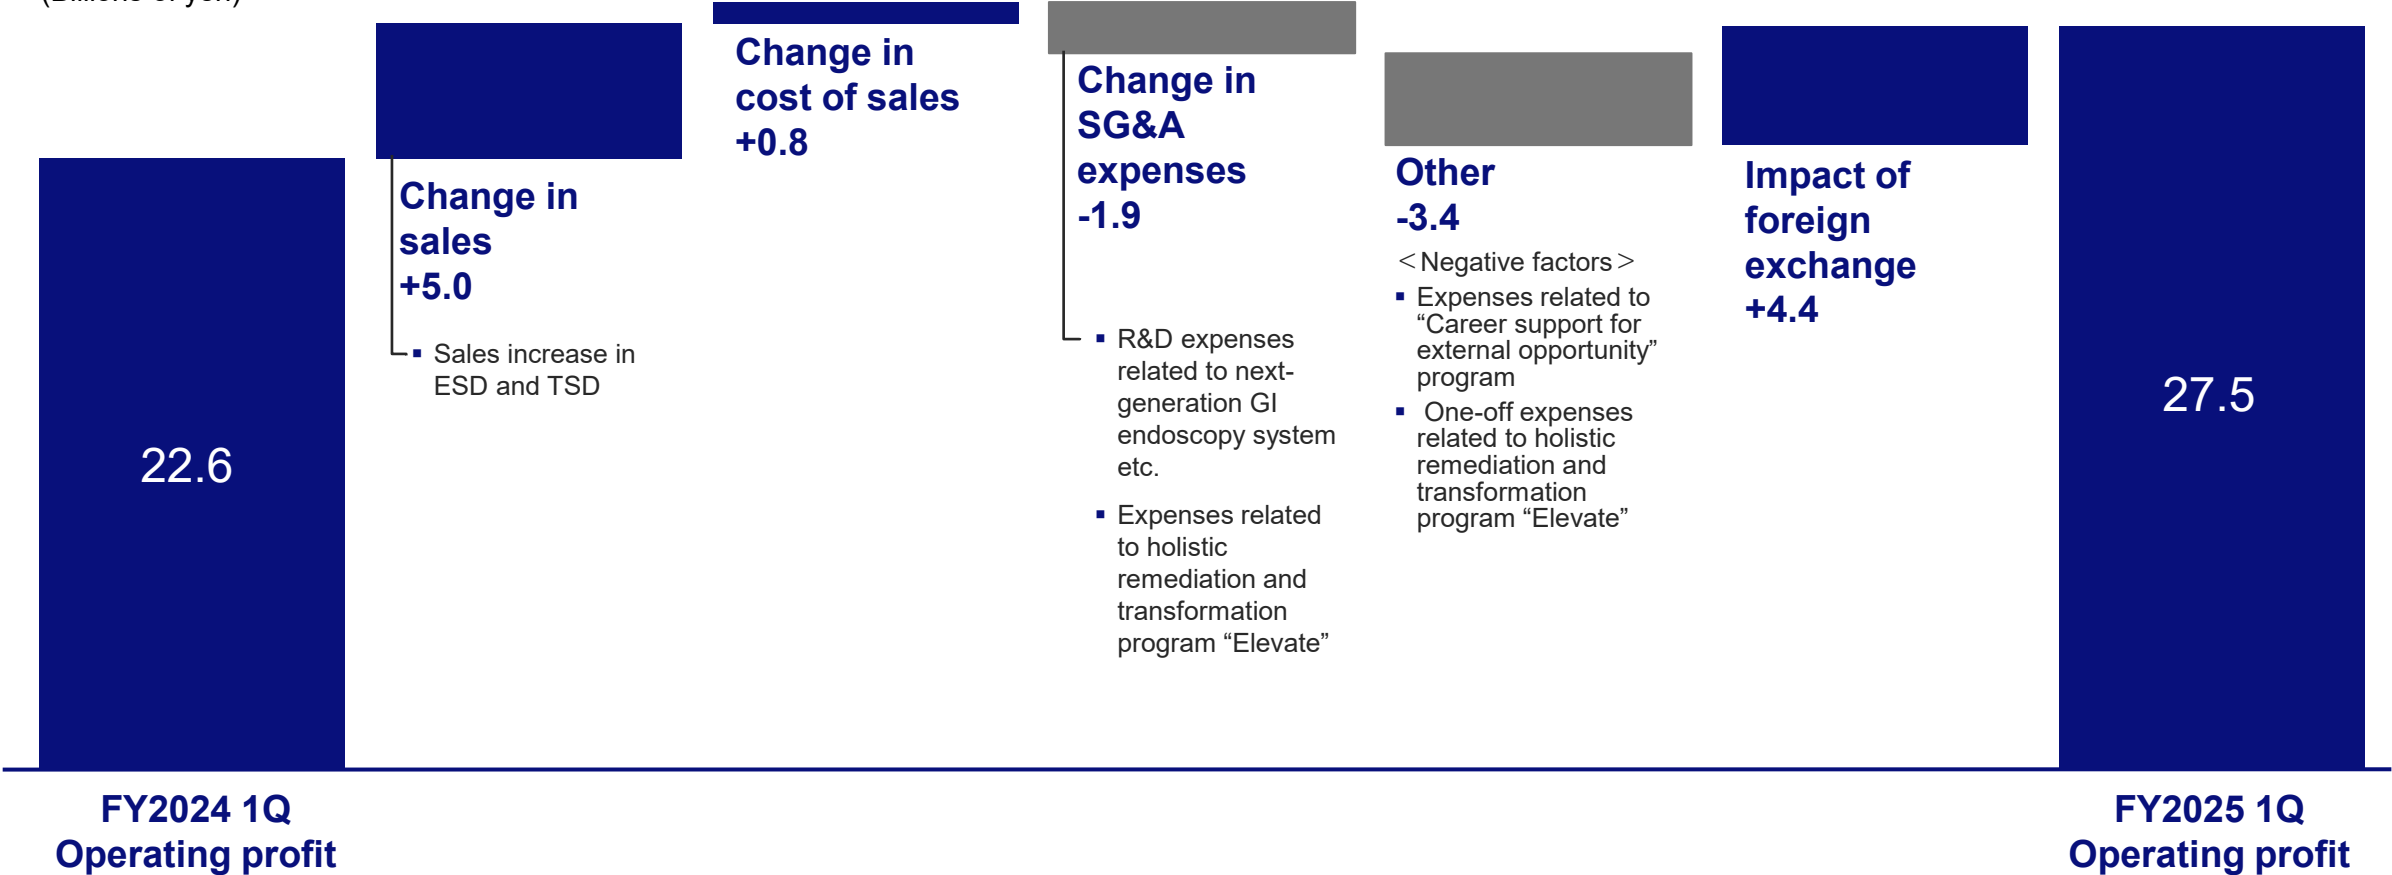 (Billions of yen)
Change in
sales
+5.0
▪ Sales increase in
ESD and TSD
Change in
cost of sales
+0.8
Change in
SG&A
expenses
-1.9
▪ R&D expenses
related to next-
generation GI
endoscopy system
etc.
▪ Expenses related
to holistic
remediation and
transformation
program “Elevate”
Other
-3.4
＜Negative factors＞
▪ Expenses related to
“Career support for
external opportunity”
program
▪ One-off expenses
related to holistic
remediation and
transformation
program “Elevate”
Impact of
foreign
exchange
+4.4
22.6
27.5
FY2024 1Q
Operating profit
FY2025 1Q
Operating profit